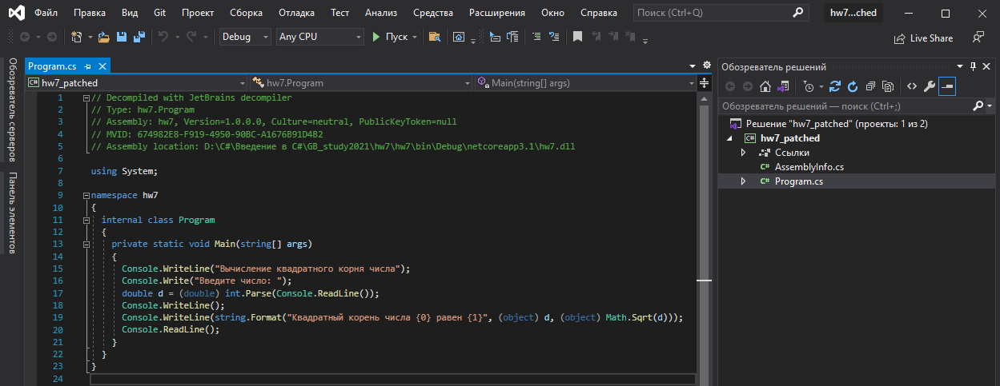 Файл Правка Вид Git Проект Сборка Отладка Тест Анализ Средства Расширения Окно Справка Поиск (Ctrl+Q) hw7...ched
Debug Any CPU Пуск Live Share
Обозреватель серверов
Панель элементов
Program.cs
hw7_patched hw7.Program Main(string[] args)
1 // Decompiled with JetBrains decompiler
2 // Type: hw7.Program
3 // Assembly: hw7, Version=1.0.0.0, Culture=neutral, PublicKeyToken=null
4 // MVID: 674982E8-F919-4950-90BC-A1676B91D4B2
5 // Assembly location: D:\C#\Введение в C#\GB_study2021\hw7\hw7\bin\Debug\netcoreapp3.1\hw7.dll
6
7 using System;
8
9 namespace hw7
10 {
11 internal class Program
12 {
13 private static void Main(string[] args)
14 {
15 Console.WriteLine("Вычисление квадратного корня числа");
16 Console.Write("Введите число: ");
17 double d = (double) int.Parse(Console.ReadLine());
18 Console.WriteLine();
19 Console.WriteLine(string.Format("Квадратный корень числа {0} равен {1}", (object) d, (object) Math.Sqrt(d)));
20 Console.ReadLine();
21 }
22 }
23 }
24
Обозреватель решений
Обозреватель решений — поиск (Ctrl+;)
Решение "hw7_patched" (проекты: 1 из 2)
C# hw7_patched
Ссылки
C# AssemblyInfo.cs
C# Program.cs